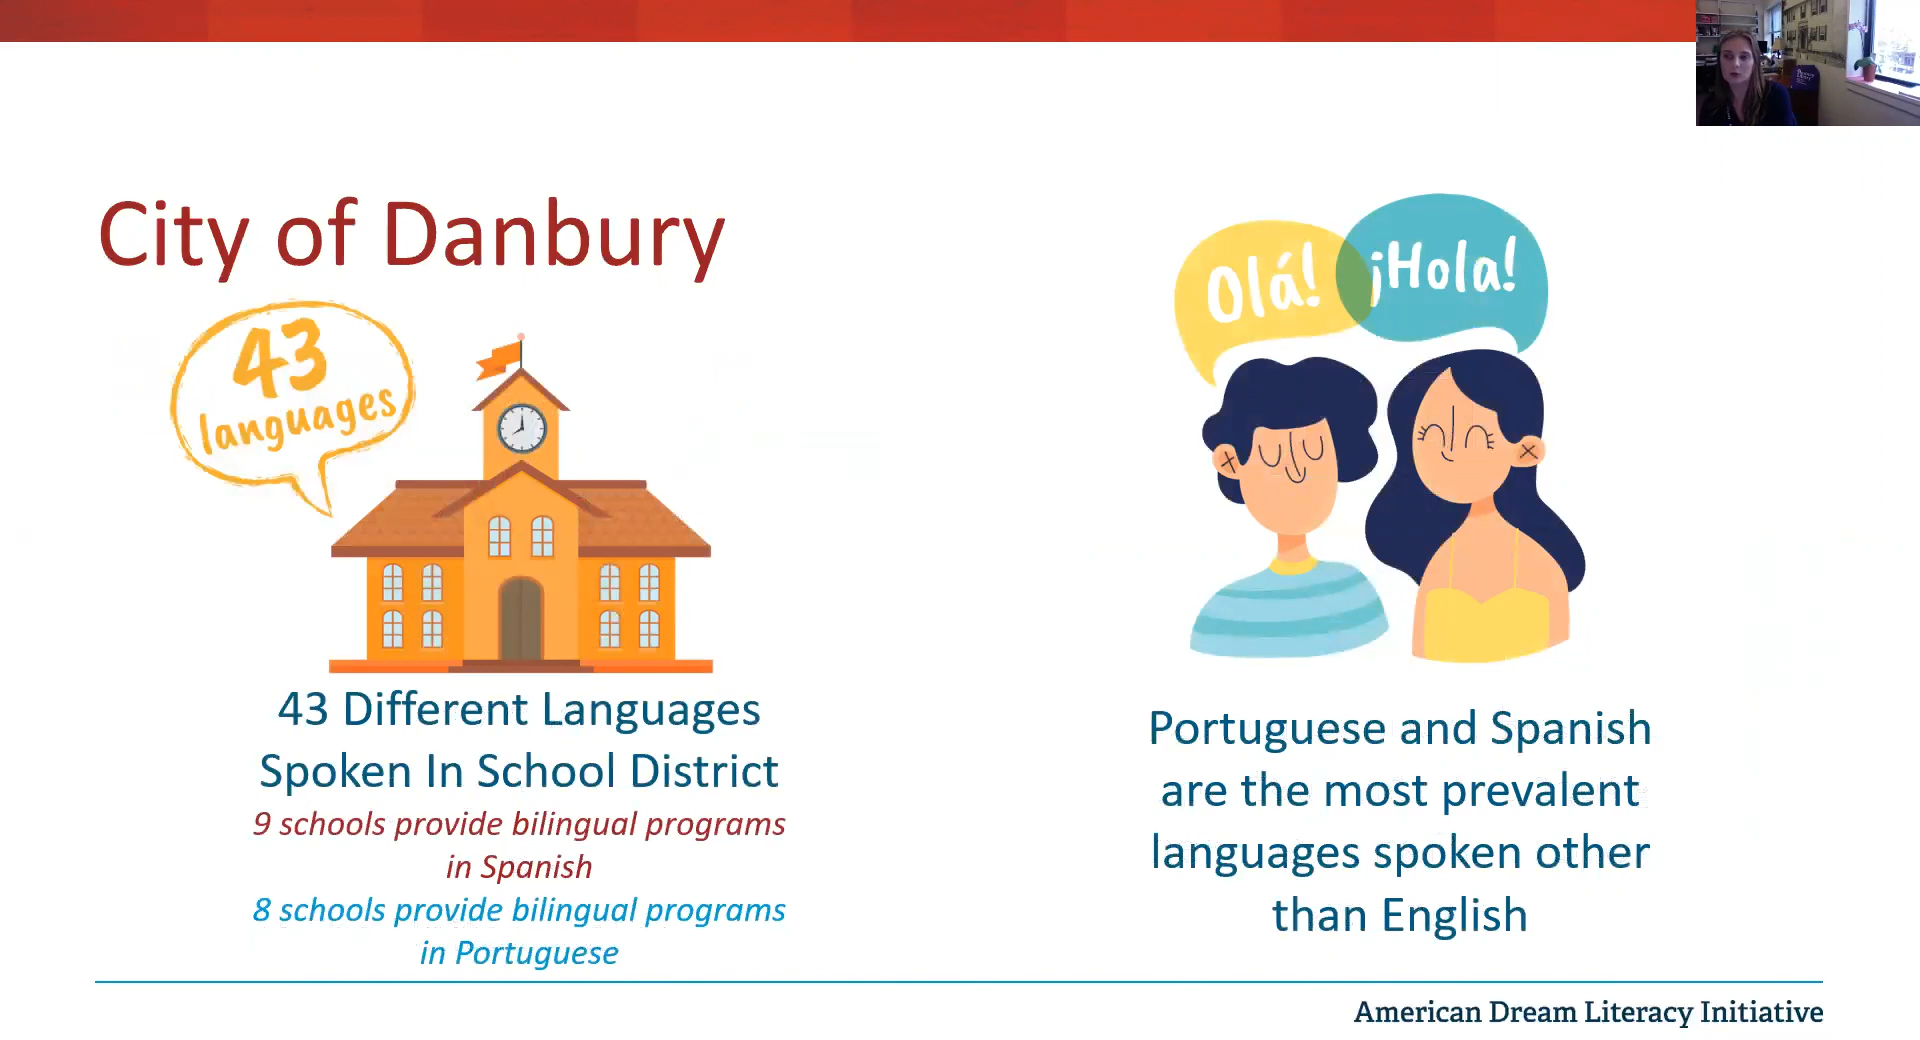 City of Danbury
43
languages
Olá!
¡Hola!
43 Different Languages
Spoken In School District
9 schools provide bilingual programs
in Spanish
8 schools provide bilingual programs
in Portuguese
Portuguese and Spanish
are the most prevalent
languages spoken other
than English
American Dream Literacy Initiative